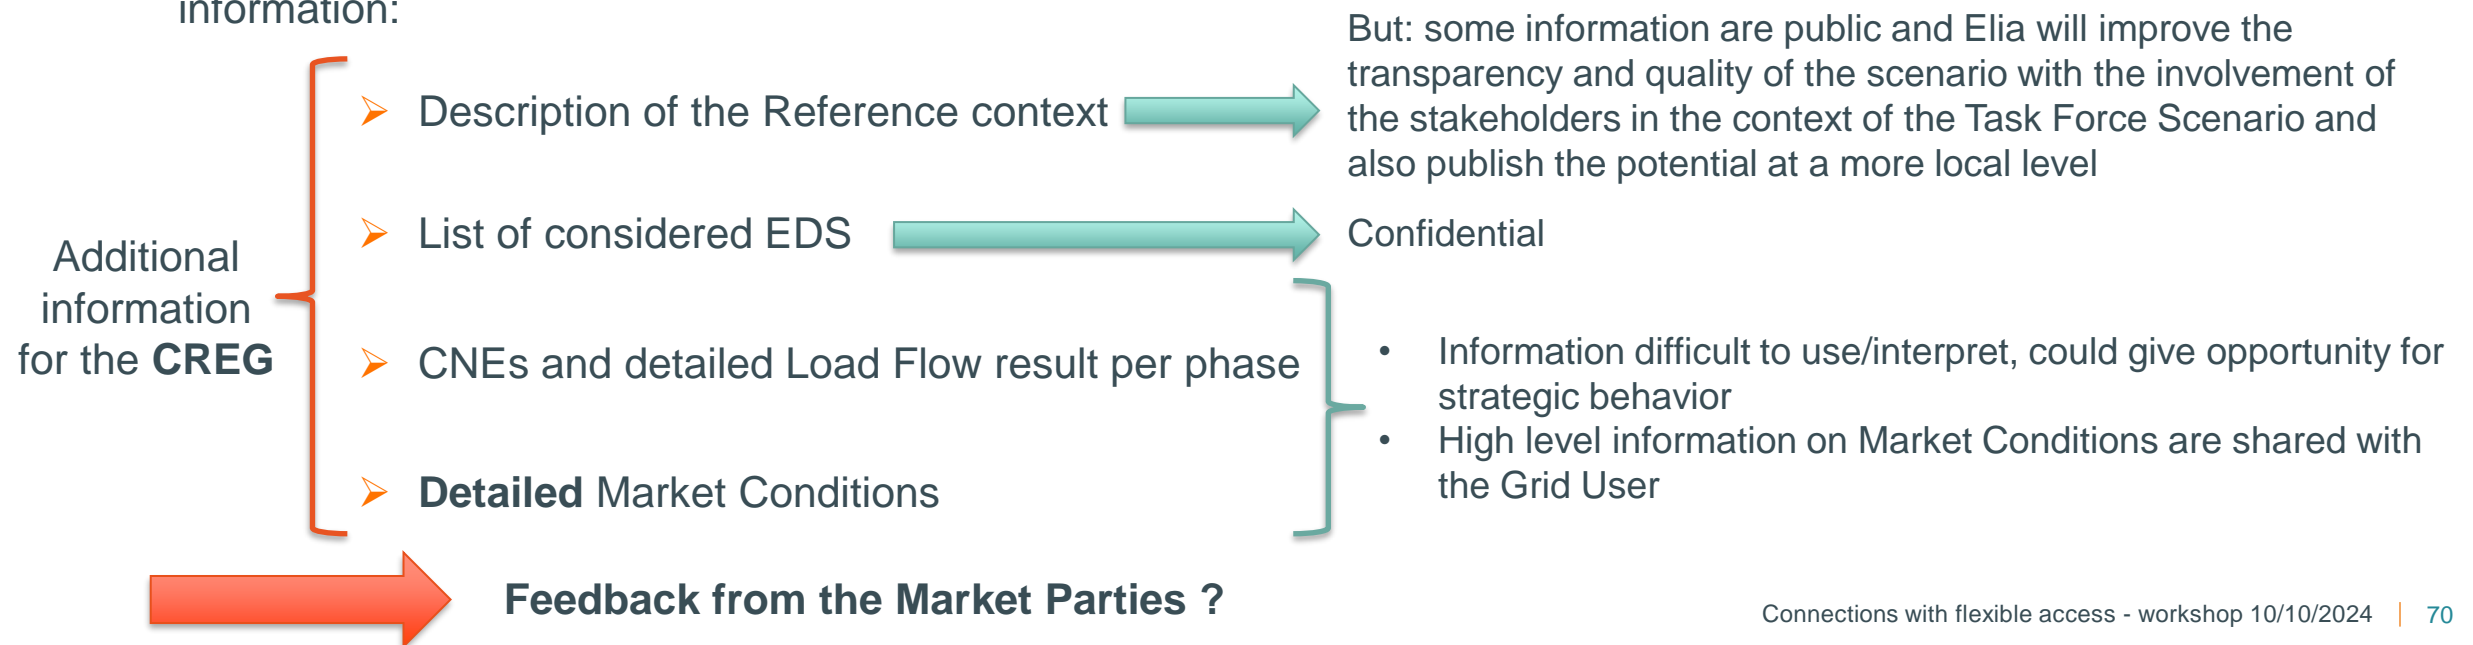 information:
But: some information are public and Elia will improve the
transparency and quality of the scenario with the involvement of
the stakeholders in the context of the Task Force Scenario and
also publish the potential at a more local level
➢ Description of the Reference context
➢ List of considered EDS
Confidential
Additional
information
for the CREG
➢ CNEs and detailed Load Flow result per phase
➢ Detailed Market Conditions
• Information difficult to use/interpret, could give opportunity for
strategic behavior
• High level information on Market Conditions are shared with
the Grid User
Feedback from the Market Parties ?
Connections with flexible access - workshop 10/10/2024 | 70